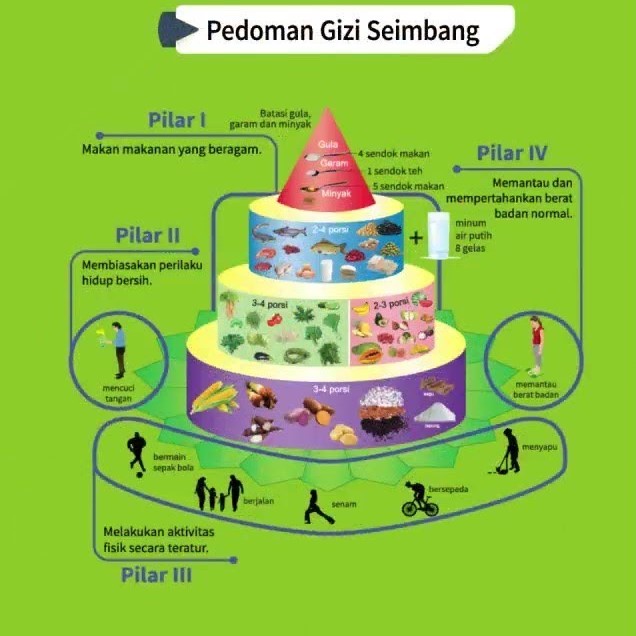 Pedoman Gizi Seimbang
Pilar I
Makan makanan yang beragam.
Batasi gula,
garam dan minyak
Gula
4 sendok makan
Garam
1 sendok teh
Minyak
5 sendok makan
Pilar IV
Memantau dan
mempertahankan berat
badan normal.
Pilar II
Membiasakan perilaku
hidup bersih.
2-4 porsi
+
minum
air putih
8 gelas
3-4 porsi
2-3 porsi
3-4 porsi
mencuci
tangan
memantau
berat badan
bermain
sepak bola
berjalan
senam
bersepeda
menyapu
Melakukan aktivitas
fisik secara teratur.
Pilar III